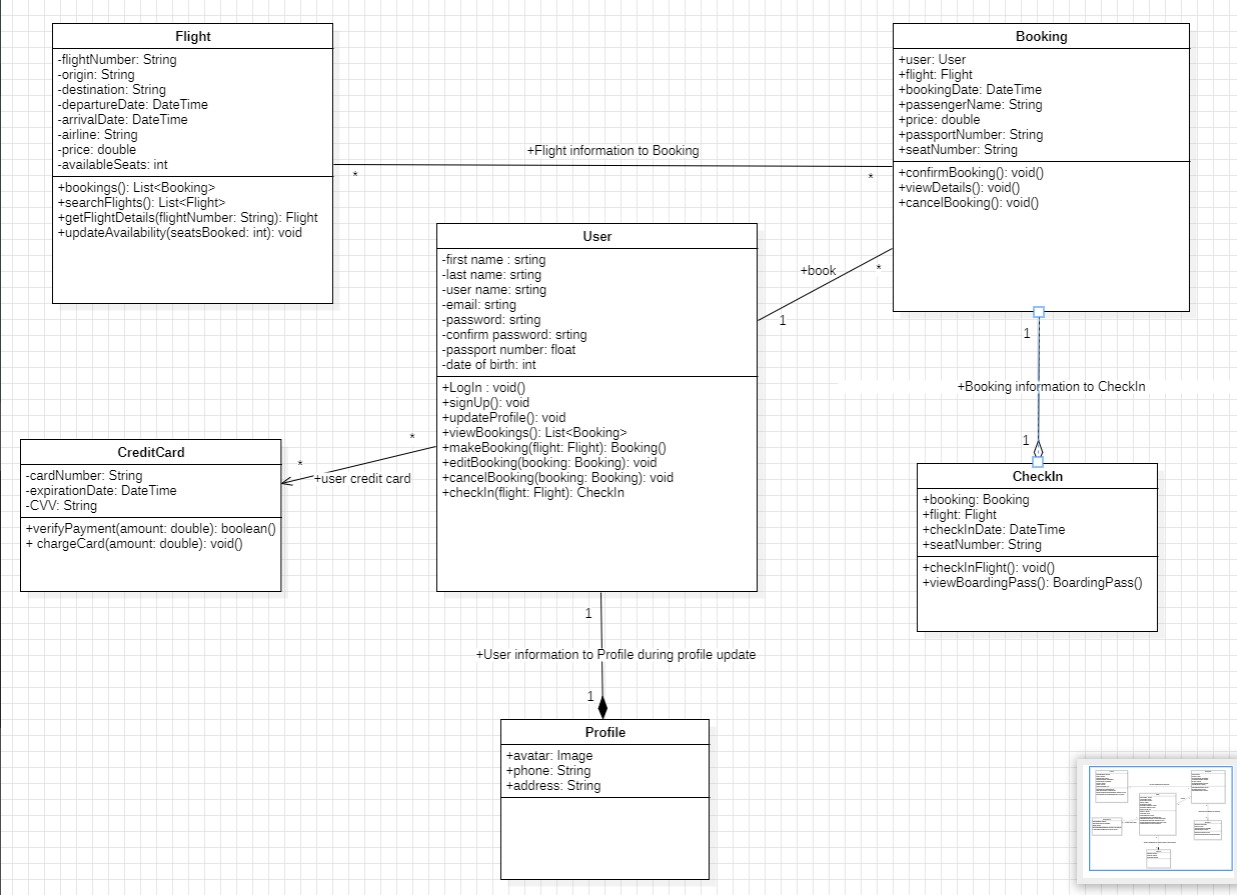 Flight
-flightNumber: String
-origin: String
-destination: String
-departureDate: DateTime
-arrivalDate: DateTime
-airline: String
-price: double
-availableSeats: int
+bookings(): List<Booking>
+searchFlights(): List<Flight>
+getFlightDetails(flightNumber: String): Flight
+updateAvailability(seatsBooked: int): void
+Flight information to Booking
*
*
Booking
+user: User
+flight: Flight
+bookingDate: DateTime
+passengerName: String
+price: double
+passportNumber: String
+seatNumber: String
+confirmBooking(): void()
+viewDetails(): void()
+cancelBooking(): void()
User
-first name : srting
-last name: srting
-user name: srting
-email: srting
-password: srting
-confirm password: srting
-passport number: float
-date of birth: int
+LogIn : void()
+signUp(): void
+updateProfile(): void
+viewBookings(): List<Booking>
+makeBooking(flight: Flight): Booking()
+editBooking(booking: Booking): void
+cancelBooking(booking: Booking): void
+checkIn(flight: Flight): CheckIn
+book
*
1
1
+Booking information to CheckIn
1
CreditCard
-cardNumber: String
-expirationDate: DateTime
-CVV: String
+verifyPayment(amount: double): boolean()
+ chargeCard(amount: double): void()
*
*
+user credit card
CheckIn
+booking: Booking
+flight: Flight
+checkInDate: DateTime
+seatNumber: String
+checkInFlight(): void()
+viewBoardingPass(): BoardingPass()
1
+User information to Profile during profile update
1
Profile
+avatar: Image
+phone: String
+address: String